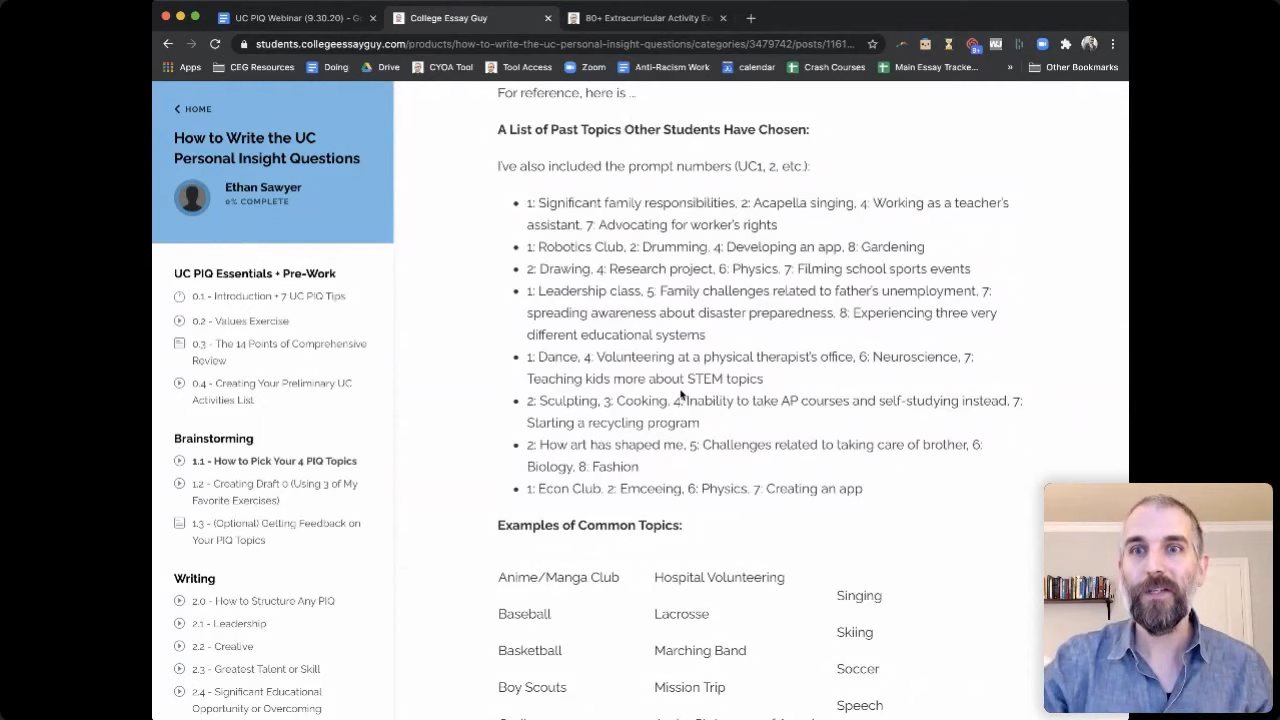 UC PIQ Webinar (9.30.20) - G
College Essay Guy
80+ Extracurricular Activity Ex
students.collegeessayguy.com/products/how-to-write-the-uc-personal-insight-questions/categories/3479742/posts/1161...
Apps
CEG Resources
Doing
Drive
CYOA Tool
Tool Access
Zoom
Anti-Racism Work
calendar
Crash Courses
Main Essay Tracke...
»
Other Bookmarks
HOME
How to Write the UC
Personal Insight Questions
Ethan Sawyer
0% COMPLETE
UC PIQ Essentials + Pre-Work
0.1 - Introduction + 7 UC PIQ Tips
0.2 - Values Exercise
0.3 - The 14 Points of Comprehensive
Review
0.4 - Creating Your Preliminary UC
Activities List
Brainstorming
1.1 - How to Pick Your 4 PIQ Topics
1.2 - Creating Draft 0 (Using 3 of My
Favorite Exercises)
1.3 - (Optional) Getting Feedback on
Your PIQ Topics
Writing
2.0 - How to Structure Any PIQ
2.1 - Leadership
2.2 - Creative
2.3 - Greatest Talent or Skill
2.4 - Significant Educational
Opportunity or Overcoming
For reference, here is ...
A List of Past Topics Other Students Have Chosen:
I've also included the prompt numbers (UC1, 2, etc.):
1: Significant family responsibilities, 2: Acapella singing, 4: Working as a teacher's
assistant, 7: Advocating for worker's rights
1: Robotics Club, 2: Drumming, 4: Developing an app, 8: Gardening
2: Drawing, 4: Research project, 6: Physics, 7: Filming school sports events
1: Leadership class, 5: Family challenges related to father's unemployment, 7:
spreading awareness about disaster preparedness, 8: Experiencing three very
different educational systems
1: Dance, 4: Volunteering at a physical therapist's office, 6: Neuroscience, 7:
Teaching kids more about STEM topics
2: Sculpting, 3: Cooking, 4: Inability to take AP courses and self-studying instead, 7:
Starting a recycling program
2: How art has shaped me, 5: Challenges related to taking care of brother, 6:
Biology, 8: Fashion
1: Econ Club, 2: Emceeing, 6: Physics, 7: Creating an app
Examples of Common Topics:
Anime/Manga Club
Baseball
Basketball
Boy Scouts
Hospital Volunteering
Lacrosse
Marching Band
Mission Trip
Singing
Skiing
Soccer
Speech